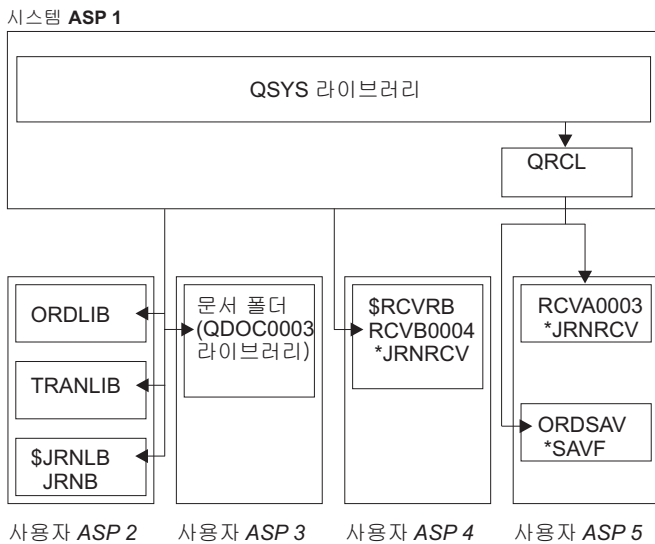 시스템 ASP 1
QSYS 라이브러리
QRCL
ORDLIB
TRANLIB
$JRNLB
JRNB
문서 폴더
(QDOC0003
라이브러리)
$RCVRB
RCVB0004
*JRNRCV
RCVA0003
*JRNRCV
ORDSAV
*SAVF
사용자 ASP 2
사용자 ASP 3
사용자 ASP 4
사용자 ASP 5